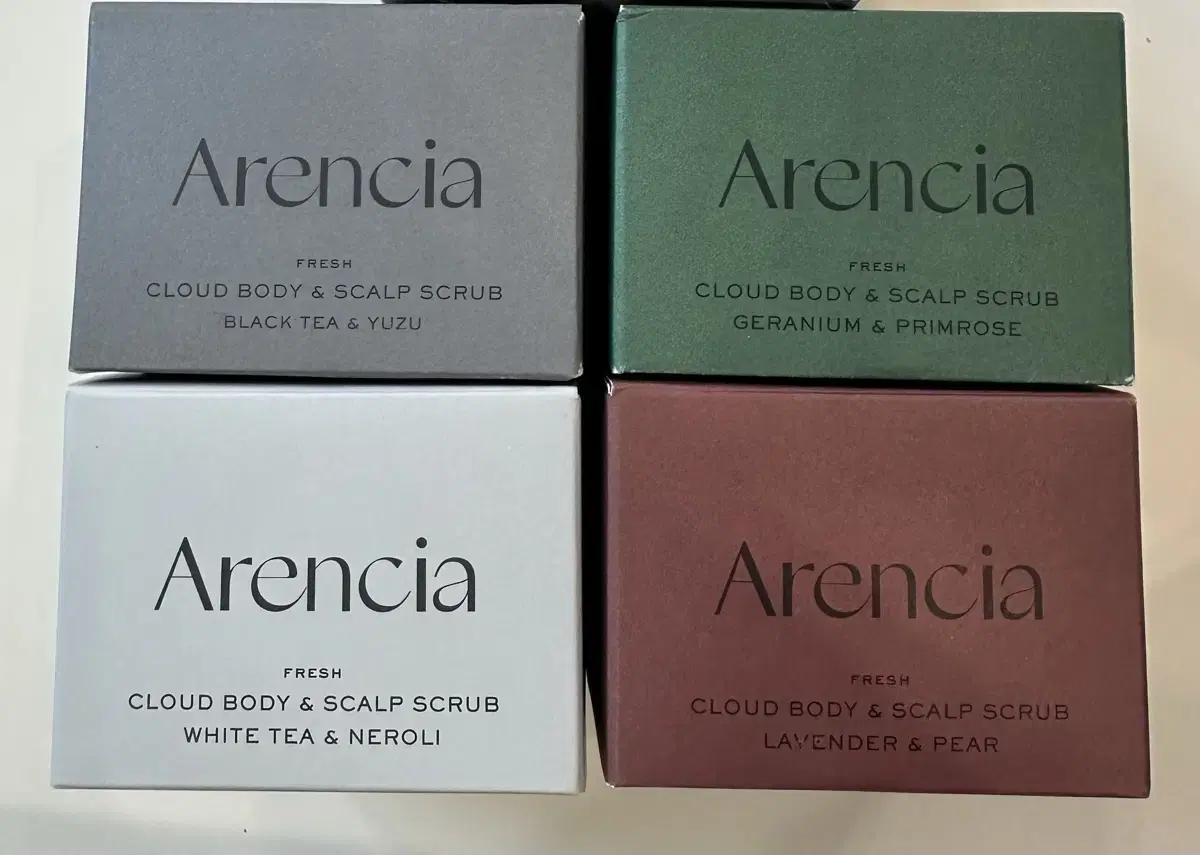 Arencia
FRESH
CLOUD BODY & SCALP SCRUB
BLACK TEA & YUZU
Arencia
FRESH
CLOUD BODY & SCALP SCRUB
GERANIUM & PRIMROSE
Arencia
FRESH
CLOUD BODY & SCALP SCRUB
WHITE TEA & NEROLI
Arencia
FRESH
CLOUD BODY & SCALP SCRUB
LAVENDER & PEAR